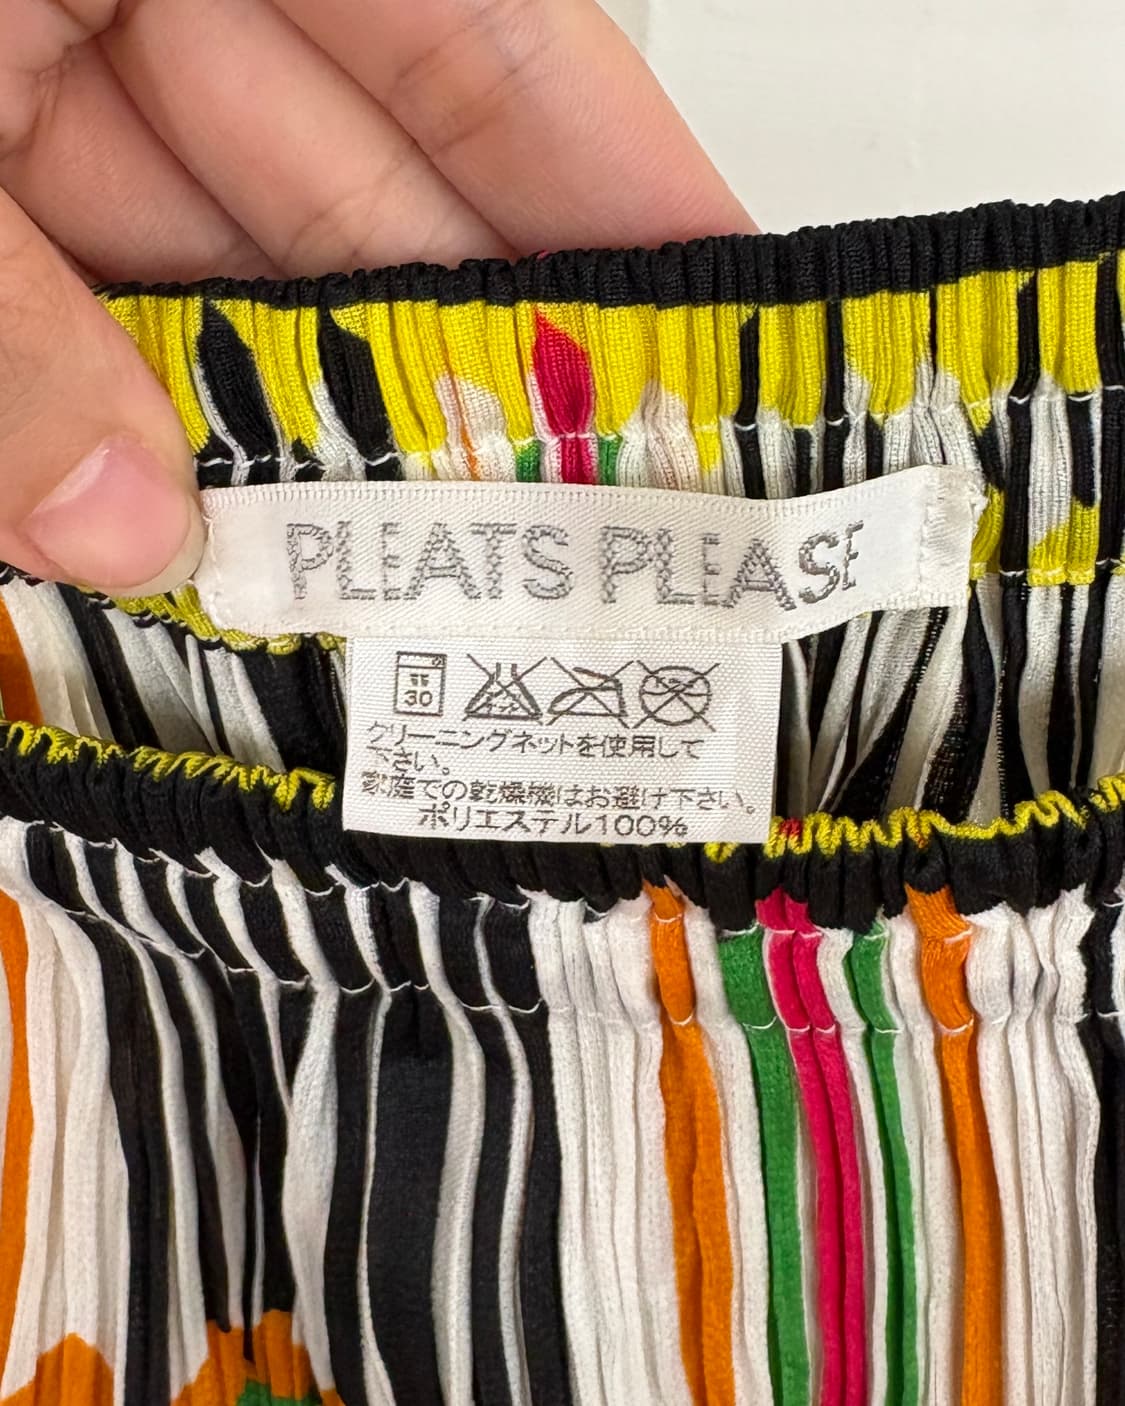 PLEATS PLEASE
弱
30
クリーニングネットを使用して
下さい。
家庭での乾燥機はお避け下さい。
ポリエステル100%